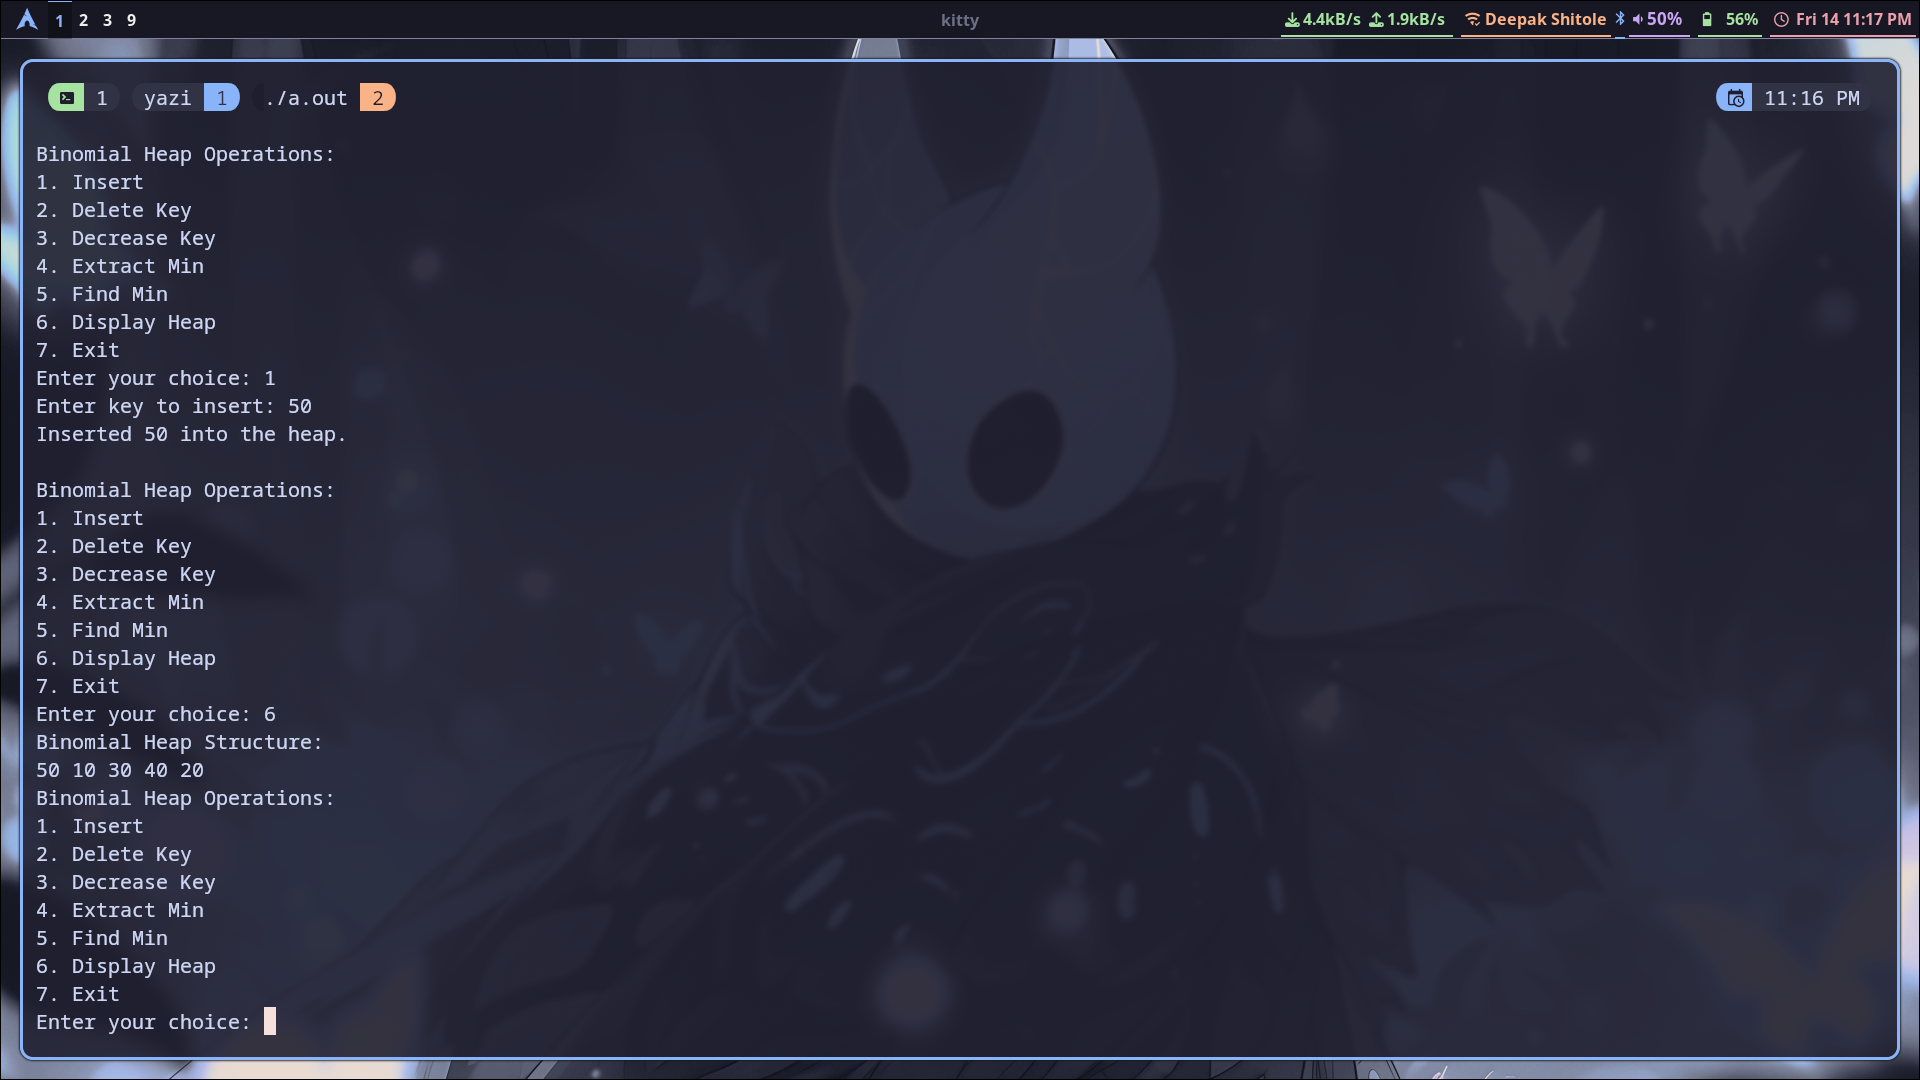 1 2 3 9 kitty 4.4kB/s 1.9kB/s Deepak Shitole 50% 56% Fri 14 11:17 PM
1 yazi 1 ./a.out 2 11:16 PM
Binomial Heap Operations:
1. Insert
2. Delete Key
3. Decrease Key
4. Extract Min
5. Find Min
6. Display Heap
7. Exit
Enter your choice: 1
Enter key to insert: 50
Inserted 50 into the heap.
Binomial Heap Operations:
1. Insert
2. Delete Key
3. Decrease Key
4. Extract Min
5. Find Min
6. Display Heap
7. Exit
Enter your choice: 6
Binomial Heap Structure:
50 10 30 40 20
Binomial Heap Operations:
1. Insert
2. Delete Key
3. Decrease Key
4. Extract Min
5. Find Min
6. Display Heap
7. Exit
Enter your choice: